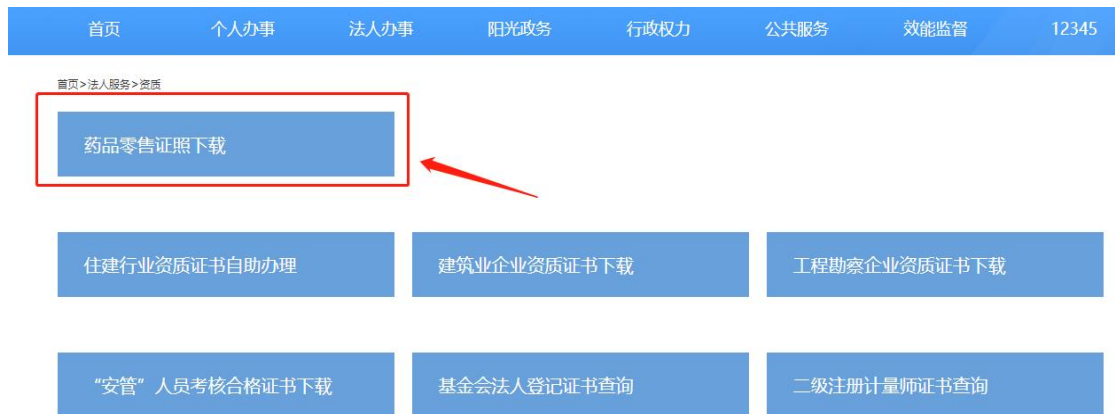 首页 个人办事 法人办事 阳光政务 行政权力 公共服务 效能监督 12345
首页>法人服务>资质
药品零售证照下载
住建行业资质证书自助办理 建筑业企业资质证书下载 工程勘察企业资质证书下载
“安管”人员考核合格证书下载 基金会法人登记证书查询 二级注册计量师证书查询